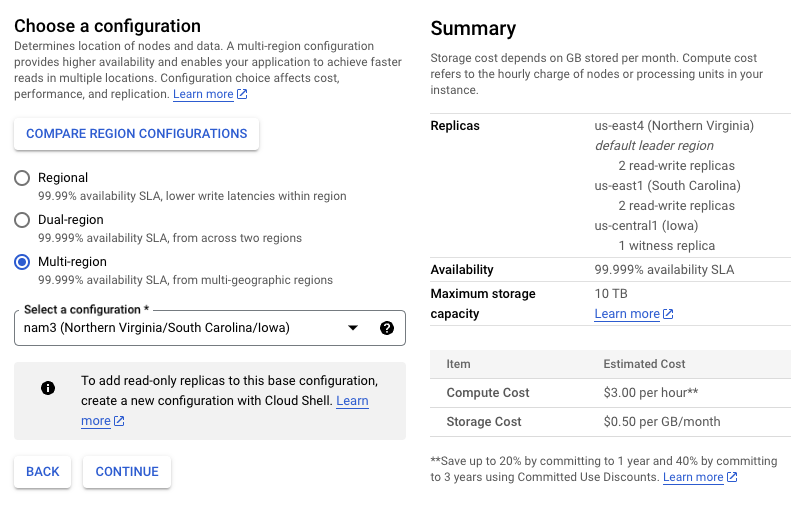 Choose a configuration
Determines location of nodes and data. A multi-region configuration
provides higher availability and enables your application to achieve faster
reads in multiple locations. Configuration choice affects cost,
performance, and replication. Learn more
COMPARE REGION CONFIGURATIONS
Regional
99.99% availability SLA, lower write latencies within region
Dual-region
99.999% availability SLA, from across two regions
Multi-region
99.999% availability SLA, from multi-geographic regions
Select a configuration *
nam3 (Northern Virginia/South Carolina/Iowa)
To add read-only replicas to this base configuration,
create a new configuration with Cloud Shell. Learn
more
BACK CONTINUE
Summary
Storage cost depends on GB stored per month. Compute cost
refers to the hourly charge of nodes or processing units in your
instance.
Replicas us-east4 (Northern Virginia)
default leader region
2 read-write replicas
us-east1 (South Carolina)
2 read-write replicas
us-central1 (Iowa)
1 witness replica
Availability 99.999% availability SLA
Maximum storage 10 TB
capacity Learn more
Item Estimated Cost
Compute Cost $3.00 per hour**
Storage Cost $0.50 per GB/month
**Save up to 20% by committing to 1 year and 40% by committing
to 3 years using Committed Use Discounts. Learn more